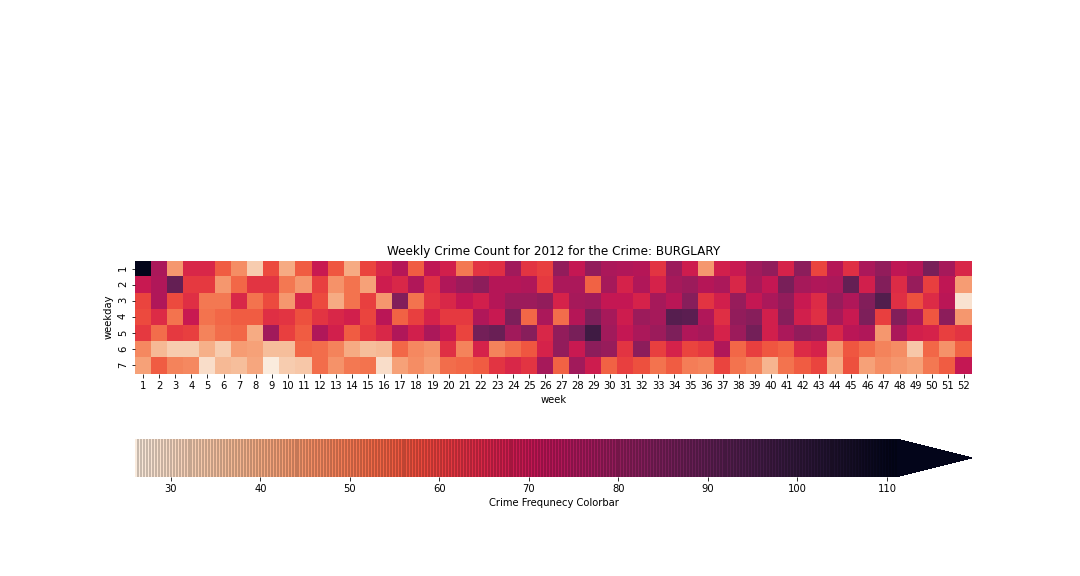 Weekly Crime Count for 2012 for the Crime: BURGLARY
weekday
1
2
3
4
5
6
7
1 2 3 4 5 6 7 8 9 10 11 12 13 14 15 16 17 18 19 20 21 22 23 24 25 26 27 28 29 30 31 32 33 34 35 36 37 38 39 40 41 42 43 44 45 46 47 48 49 50 51 52
week
30 40 50 60 70 80 90 100 110
Crime Frequnecy Colorbar